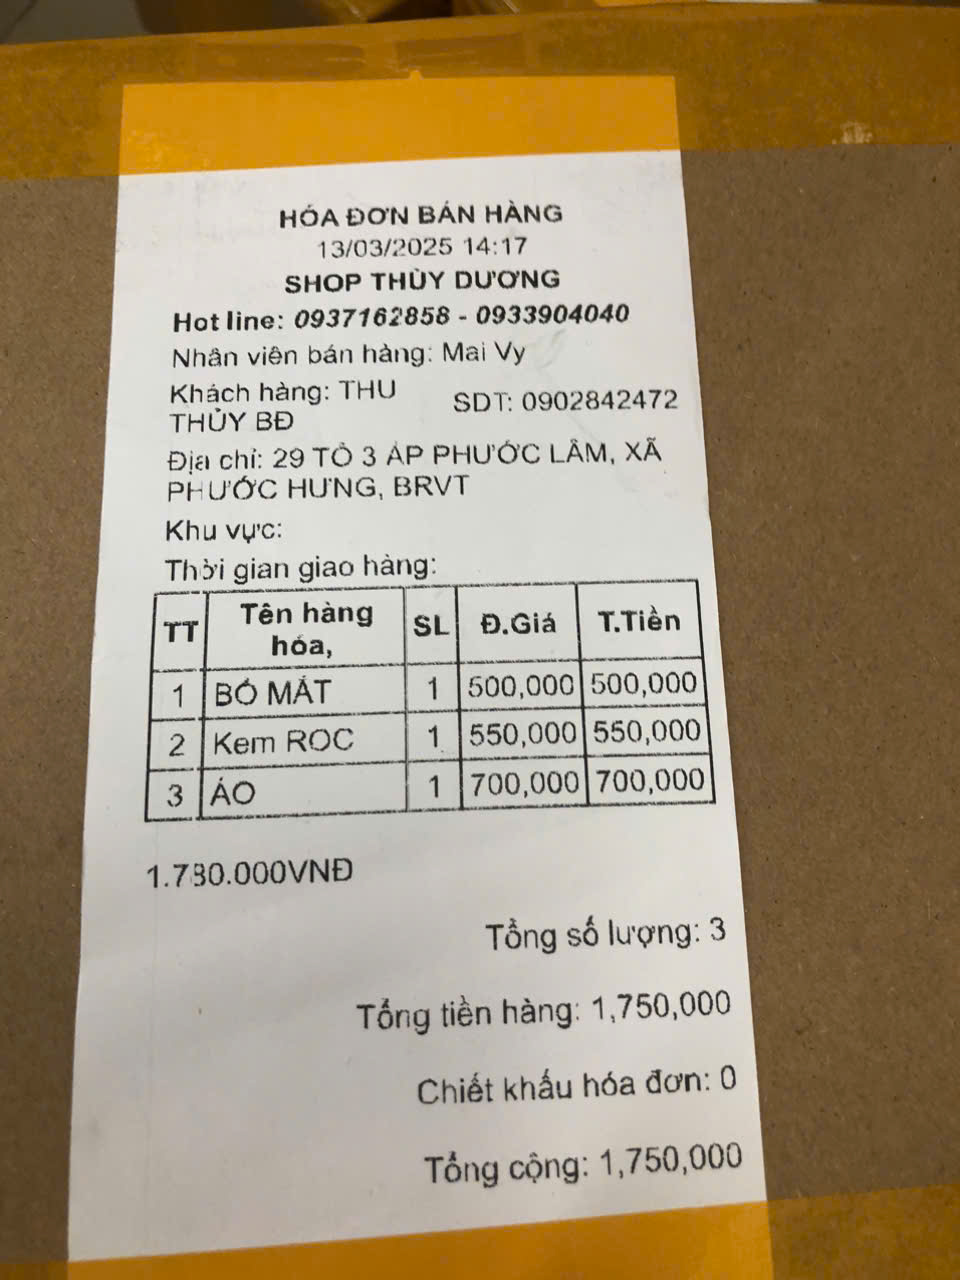 HÓA ĐƠN BÁN HÀNG
13/03/2025 14:17
SHOP THÙY DƯƠNG
Hot line: 0937162858 - 0933904040
Nhân viên bán hàng: Mai Vy
Khách hàng: THU THỦY BĐ SDT: 0902842472
Địa chỉ: 29 TỔ 3 ẤP PHƯỚC LÂM, XÃ
PHƯỚC HƯNG, BRVT
Khu vực:
Thời gian giao hàng:
TT Tên hàng hóa, SL Đ.Giá T.Tiền
1 BỘ MẮT 1 500,000 500,000
2 Kem ROC 1 550,000 550,000
3 ÁO 1 700,000 700,000
1.780.000VNĐ
Tổng số lượng: 3
Tổng tiền hàng: 1,750,000
Chiết khấu hóa đơn: 0
Tổng cộng: 1,750,000